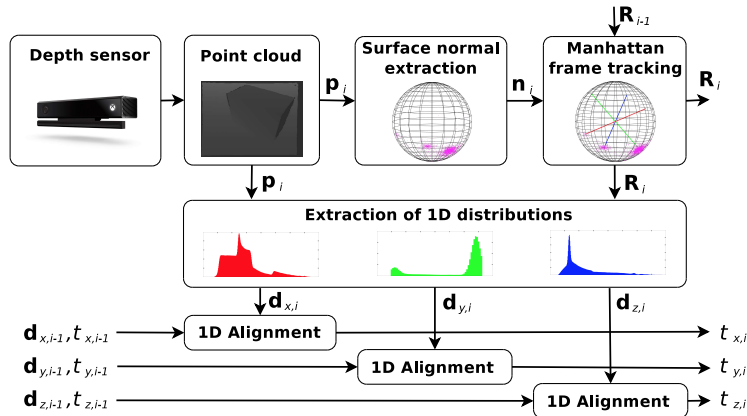 R i-1
Depth sensor
Point cloud
Surface normal
extraction
Manhattan
frame tracking
p i
n i
R i
p i
R i
Extraction of 1D distributions
d x,i
d y,i
d z,i
d x,i-1, t x,i-1
1D Alignment
t x,i
d y,i-1, t y,i-1
1D Alignment
t y,i
d z,i-1, t z,i-1
1D Alignment
t z,i